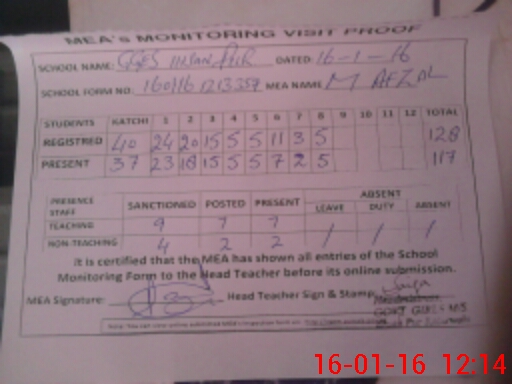 MEA's MONITORING VISIT PROOF
SCHOOL NAME: GGES DATED 16-1-16
SCHOOL FORM NO: 160116 1213357 MEA NAME M AFZAL
STUDENTS KATCHI 1 2 3 4 5 6 7 8 9 10 11 12 TOTAL
REGISTRED 40 24 20 15 5 5 11 3 5 128
PRESENT 37 23 18 15 5 5 7 2 5 117
PRESENCE STAFF SANCTIONED POSTED PRESENT ABSENT
LEAVE DUTY ABSENT
TEACHING 9 7 7 / / /
NON-TEACHING 4 2 2 / / /
It is certified that the MEA has shown all entries of the School
Monitoring Form to the Head Teacher before its online submission.
MEA Signature: Head Teacher Sign & Stamp:
GOVT GIRLS M/S
16-01-16 12:14